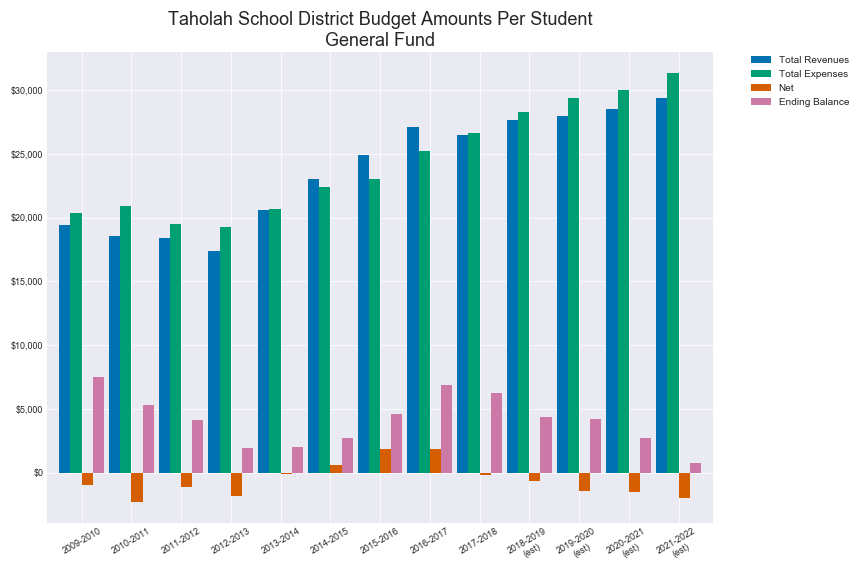 Taholah School District Budget Amounts Per Student
General Fund
Total Revenues
Total Expenses
Net
Ending Balance
$30,000
$25,000
$20,000
$15,000
$10,000
$5,000
$0
2009-2010
2010-2011
2011-2012
2012-2013
2013-2014
2014-2015
2015-2016
2016-2017
2017-2018
2018-2019
(est)
2019-2020
(est)
2020-2021
(est)
2021-2022
(est)